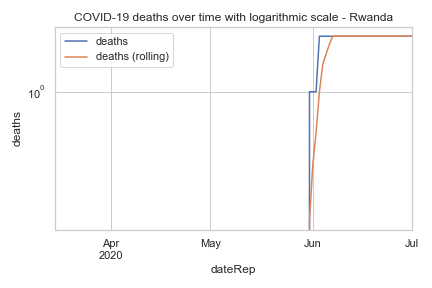 COVID-19 deaths over time with logarithmic scale - Rwanda
deaths
deaths (rolling)
10⁰
deaths
Apr
2020
May
Jun
Jul
dateRep